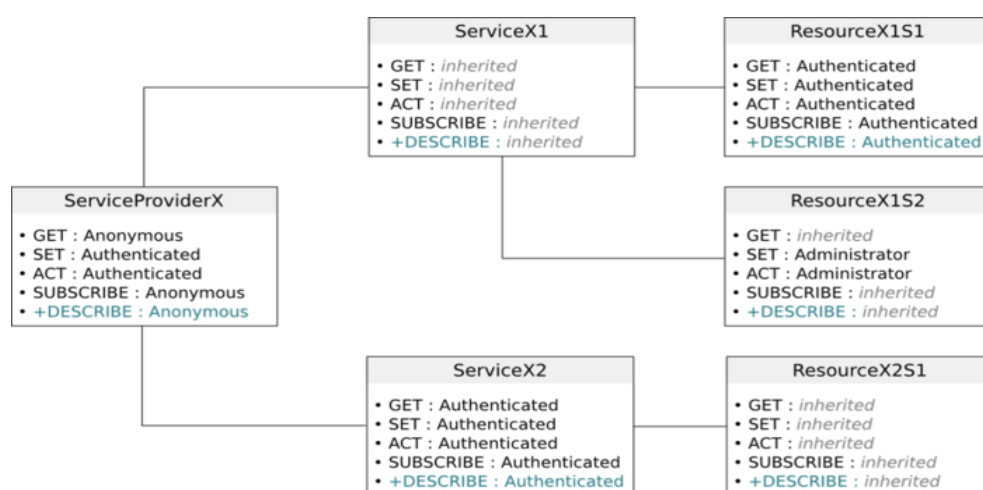 ServiceX1
• GET : inherited
• SET : inherited
• ACT : inherited
• SUBSCRIBE : inherited
• +DESCRIBE : inherited
ResourceX1S1
• GET : Authenticated
• SET : Authenticated
• ACT : Authenticated
• SUBSCRIBE : Authenticated
• +DESCRIBE : Authenticated
ServiceProviderX
• GET : Anonymous
• SET : Authenticated
• ACT : Authenticated
• SUBSCRIBE : Anonymous
• +DESCRIBE : Anonymous
ResourceX1S2
• GET : inherited
• SET : Administrator
• ACT : Administrator
• SUBSCRIBE : inherited
• +DESCRIBE : inherited
ServiceX2
• GET : Authenticated
• SET : Authenticated
• ACT : Authenticated
• SUBSCRIBE : Authenticated
• +DESCRIBE : Authenticated
ResourceX2S1
• GET : inherited
• SET : inherited
• ACT : inherited
• SUBSCRIBE : inherited
• +DESCRIBE : inherited